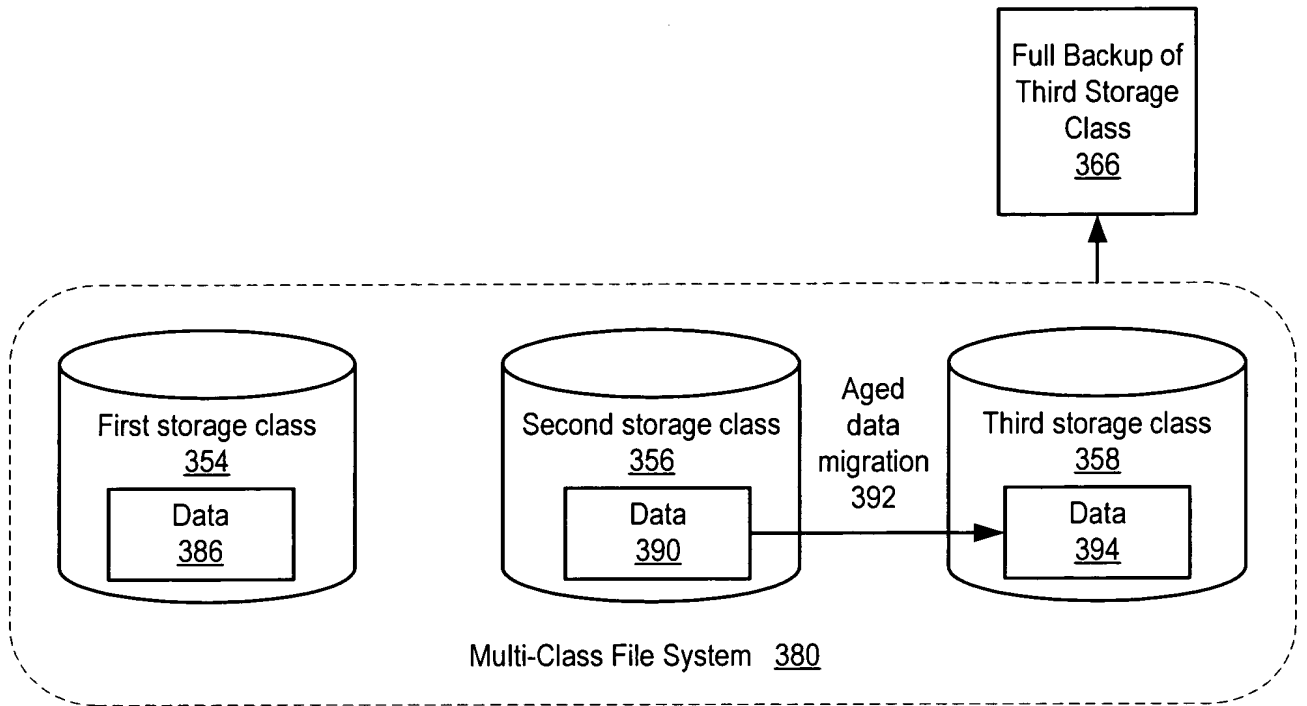 Full Backup of
Third Storage
Class
366
First storage class
354
Data
386
Second storage class
356
Data
390
Aged
data
migration
392
Third storage class
358
Data
394
Multi-Class File System 380